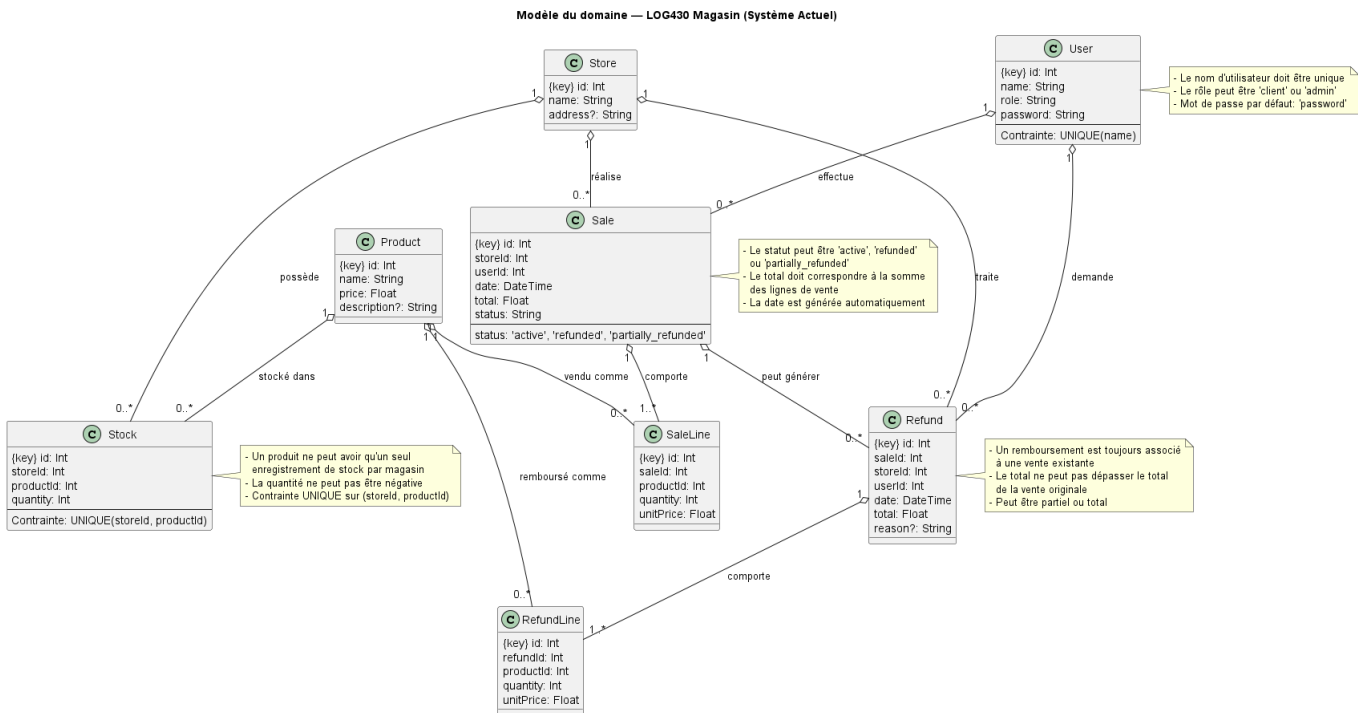 Modèle du domaine — LOG430 Magasin (Système Actuel)
C Store
{key} id: Int
name: String
address?: String
C User
{key} id: Int
name: String
role: String
password: String
Contrainte: UNIQUE(name)
- Le nom d'utilisateur doit être unique
- Le rôle peut être 'client' ou 'admin'
- Mot de passe par défaut: 'password'
1
1
1
1
1
réalise
effectue
0..*
0..*
C Sale
{key} id: Int
storeId: Int
userId: Int
date: DateTime
total: Float
status: String
status: 'active', 'refunded', 'partially_refunded'
- Le statut peut être 'active', 'refunded'
ou 'partially_refunded'
- Le total doit correspondre à la somme
des lignes de vente
- La date est générée automatiquement
C Product
{key} id: Int
name: String
price: Float
description?: String
possède
traite
demande
1
1
1
1
1
stocké dans
vendu comme
comporte
peut générer
0..*
0..*
0..*
1..*
0..*
0..*
0..*
C Stock
{key} id: Int
storeId: Int
productId: Int
quantity: Int
Contrainte: UNIQUE(storeId, productId)
- Un produit ne peut avoir qu'un seul
enregistrement de stock par magasin
- La quantité ne peut pas être négative
- Contrainte UNIQUE sur (storeId, productId)
C SaleLine
{key} id: Int
saleId: Int
productId: Int
quantity: Int
unitPrice: Float
C Refund
{key} id: Int
saleId: Int
storeId: Int
userId: Int
date: DateTime
total: Float
reason?: String
- Un remboursement est toujours associé
à une vente existante
- Le total ne peut pas dépasser le total
de la vente originale
- Peut être partiel ou total
remboursé comme
1
comporte
0..*
1..*
C RefundLine
{key} id: Int
refundId: Int
productId: Int
quantity: Int
unitPrice: Float